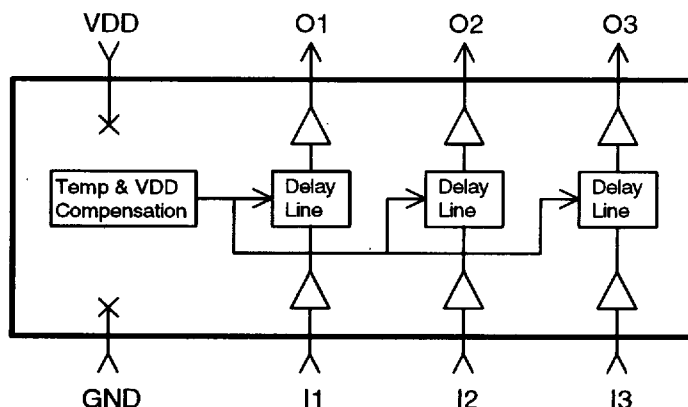 VDD O1 O2 O3
Temp & VDD
Compensation
Delay
Line
Delay
Line
Delay
Line
GND I1 I2 I3